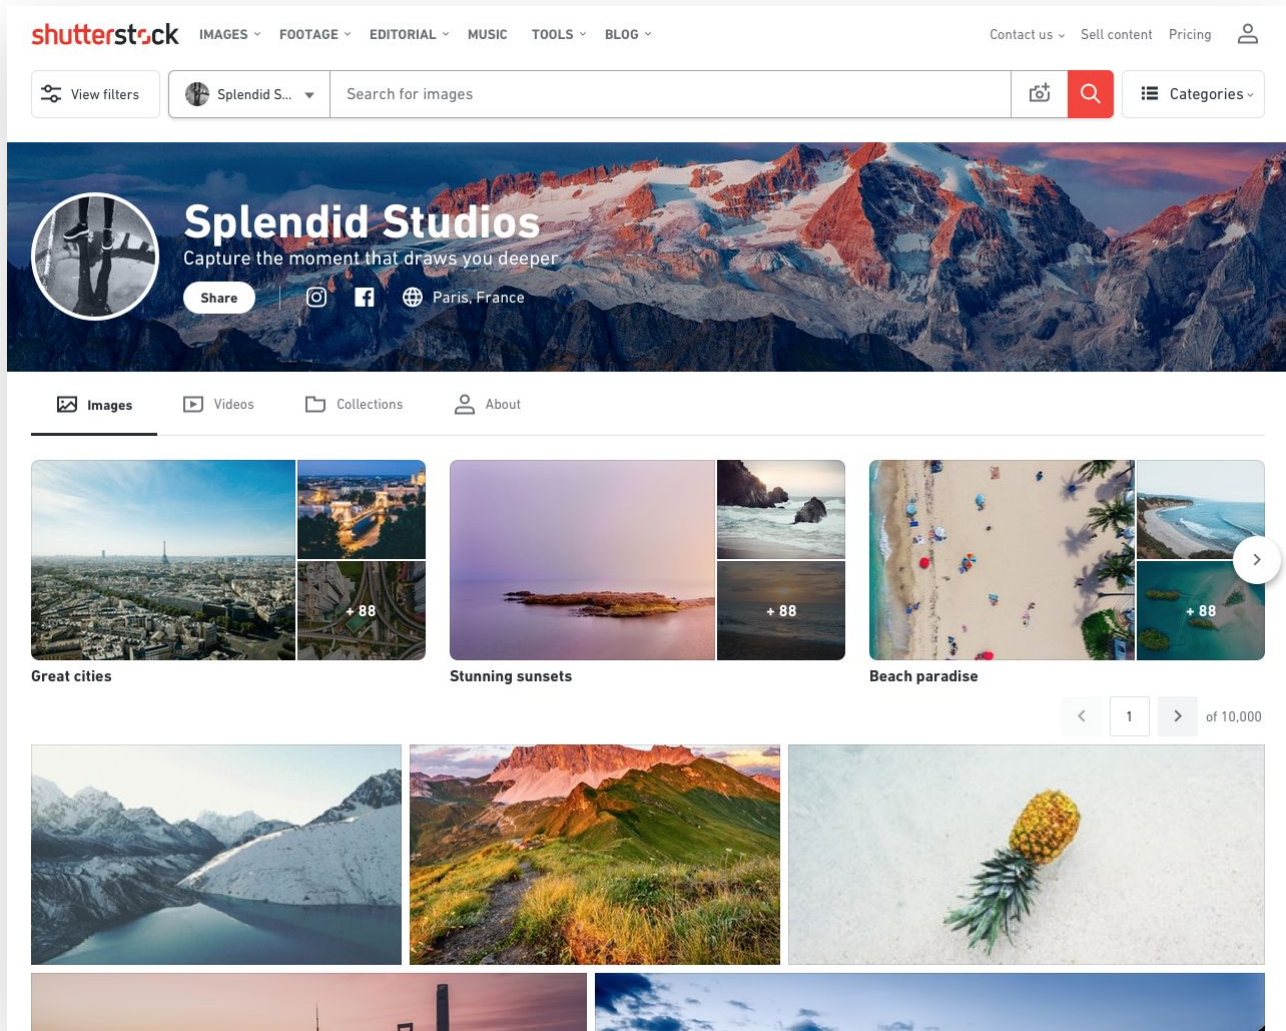 shutterstock IMAGES FOOTAGE EDITORIAL MUSIC TOOLS BLOG Contact us Sell content Pricing
View filters Splendid S... Search for images Categories
Splendid Studios
Capture the moment that draws you deeper
Share Paris, France
Images Videos Collections About
+ 88 + 88 + 88
Great cities Stunning sunsets Beach paradise
1 of 10,000